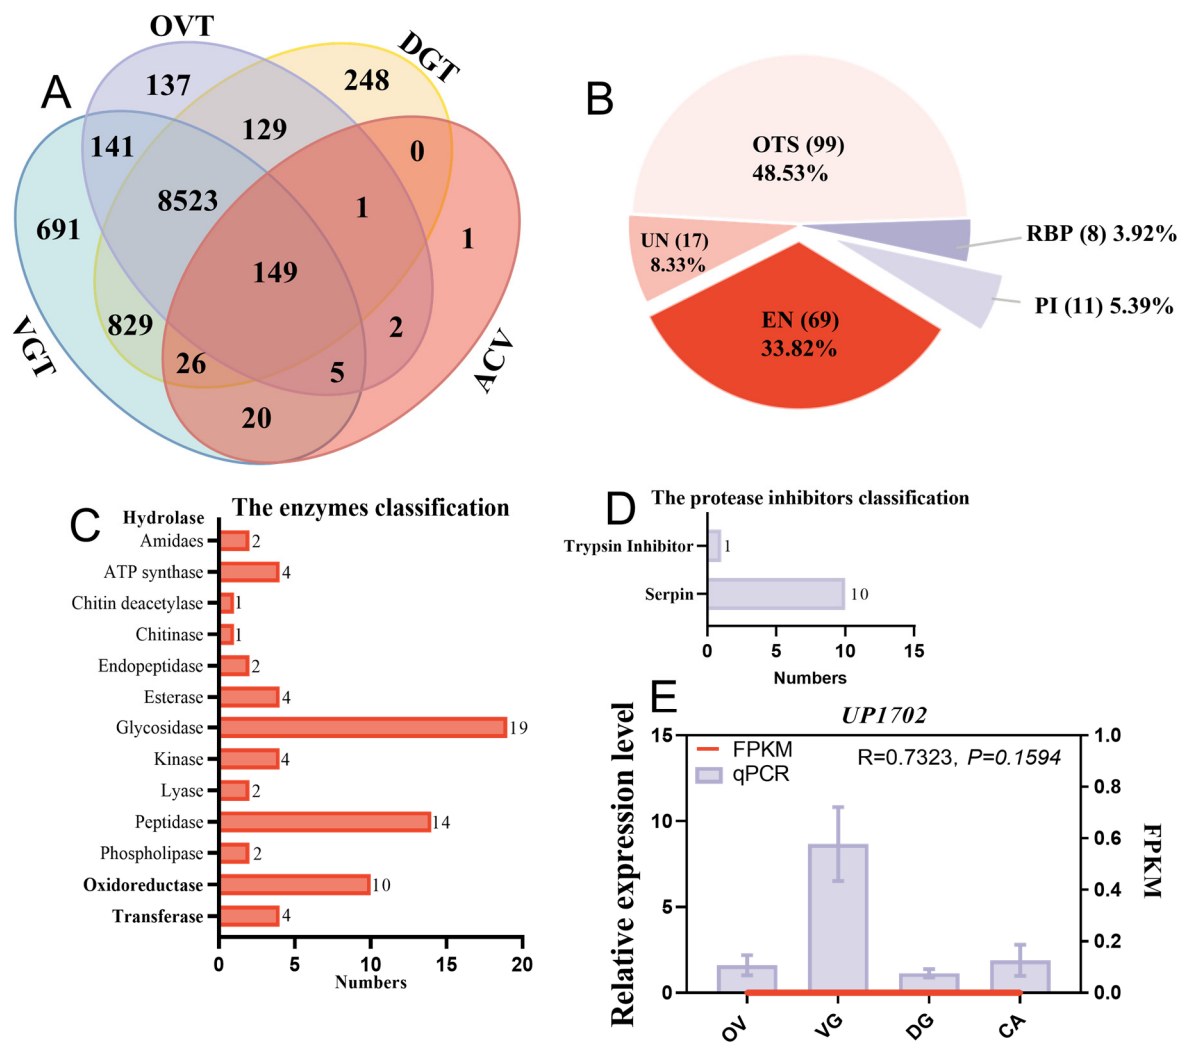 A
OVT
DGT
VGT
ACV
137
248
141
129
0
8523
1
691
1
149
829
2
26
5
20
B
OTS (99)
48.53%
RBP (8) 3.92%
UN (17)
8.33%
PI (11) 5.39%
EN (69)
33.82%
C
The enzymes classification
Hydrolase
Amidaes 2
ATP synthase 4
Chitin deacetylase 1
Chitinase 1
Endopeptidase 2
Esterase 4
Glycosidase 19
Kinase 4
Lyase 2
Peptidase 14
Phospholipase 2
Oxidoreductase 10
Transferase 4
0 5 10 15 20
Numbers
D
The protease inhibitors classification
Trypsin Inhibitor 1
Serpin 10
0 5 10 15
Numbers
E
UP1702
Relative expression level
15
10
5
0
FPKM
qPCR
R=0.7323, P=0.1594
1.0
0.8
0.6
0.4
0.2
0.0
FPKM
OV VG DG CA